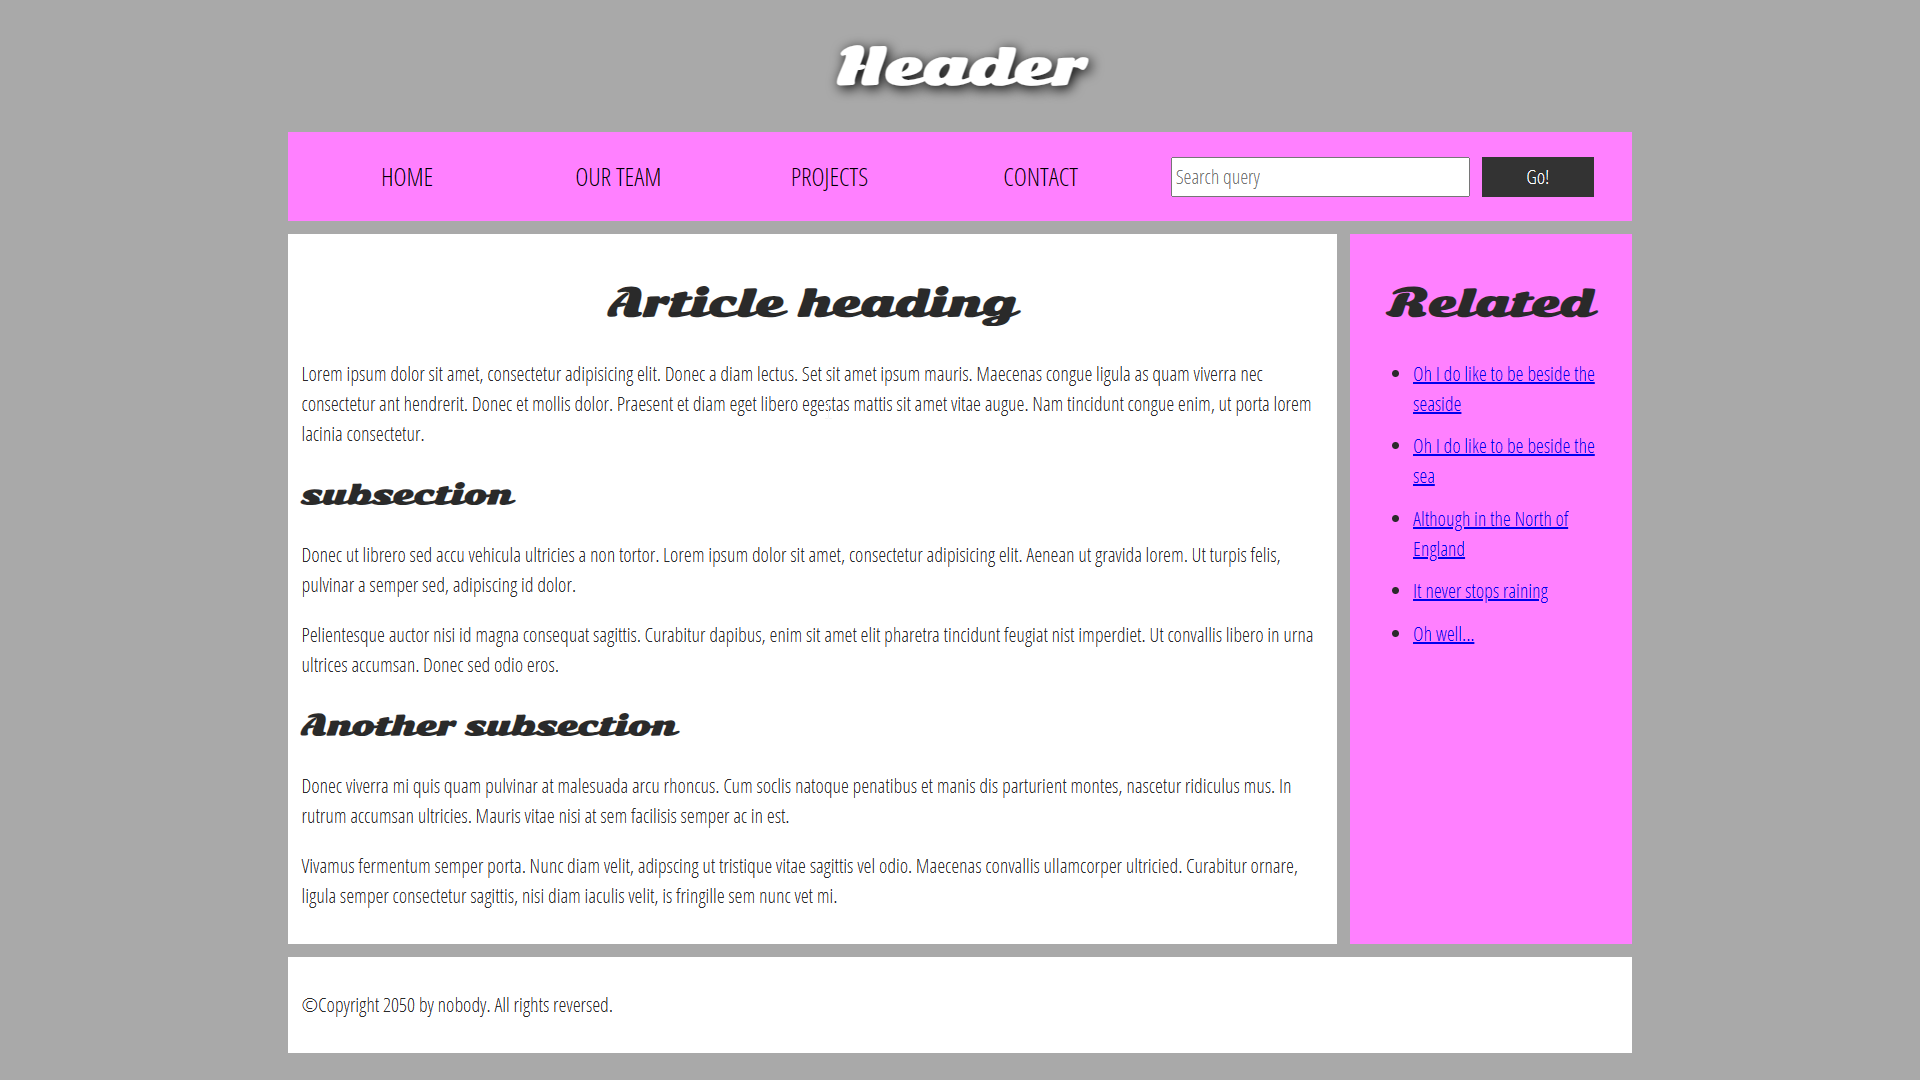 Header
HOME OUR TEAM PROJECTS CONTACT Search query Go!
Article heading
Lorem ipsum dolor sit amet, consectetur adipisicing elit. Donec a diam lectus. Set sit amet ipsum mauris. Maecenas congue ligula as quam viverra nec
consectetur ant hendrerit. Donec et mollis dolor. Praesent et diam eget libero egestas mattis sit amet vitae augue. Nam tincidunt congue enim, ut porta lorem
lacinia consectetur.
subsection
Donec ut librero sed accu vehicula ultricies a non tortor. Lorem ipsum dolor sit amet, consectetur adipisicing elit. Aenean ut gravida lorem. Ut turpis felis,
pulvinar a semper sed, adipiscing id dolor.
Pelientesque auctor nisi id magna consequat sagittis. Curabitur dapibus, enim sit amet elit pharetra tincidunt feugiat nist imperdiet. Ut convallis libero in urna
ultrices accumsan. Donec sed odio eros.
Another subsection
Donec viverra mi quis quam pulvinar at malesuada arcu rhoncus. Cum soclis natoque penatibus et manis dis parturient montes, nascetur ridiculus mus. In
rutrum accumsan ultricies. Mauris vitae nisi at sem facilisis semper ac in est.
Vivamus fermentum semper porta. Nunc diam velit, adipscing ut tristique vitae sagittis vel odio. Maecenas convallis ullamcorper ultricied. Curabitur ornare,
ligula semper consectetur sagittis, nisi diam iaculis velit, is fringille sem nunc vet mi.
Related
Oh I do like to be beside the
seaside
Oh I do like to be beside the
sea
Although in the North of
England
It never stops raining
Oh well...
©Copyright 2050 by nobody. All rights reversed.